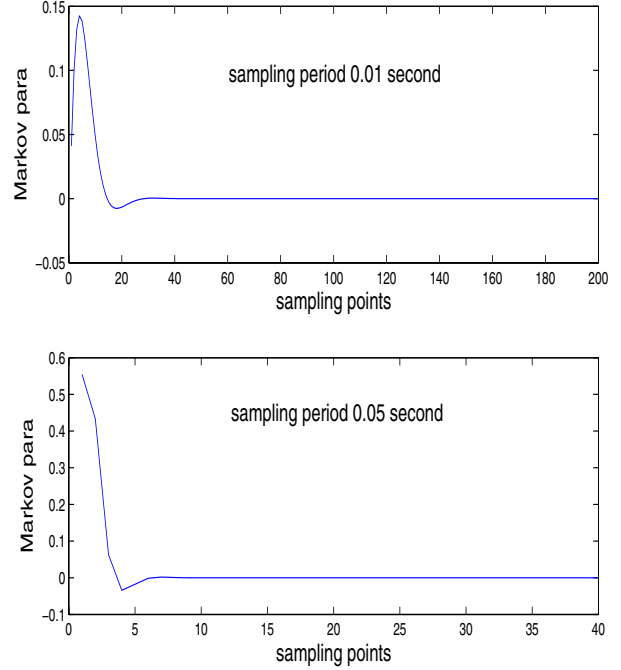 0.15
0.1
0.05
0
−0.05
Markov para
sampling period 0.01 second
0 20 40 60 80 100 120 140 160 180 200
sampling points
0.6
0.5
0.4
0.3
0.2
0.1
0
−0.1
Markov para
sampling period 0.05 second
0 5 10 15 20 25 30 35 40
sampling points